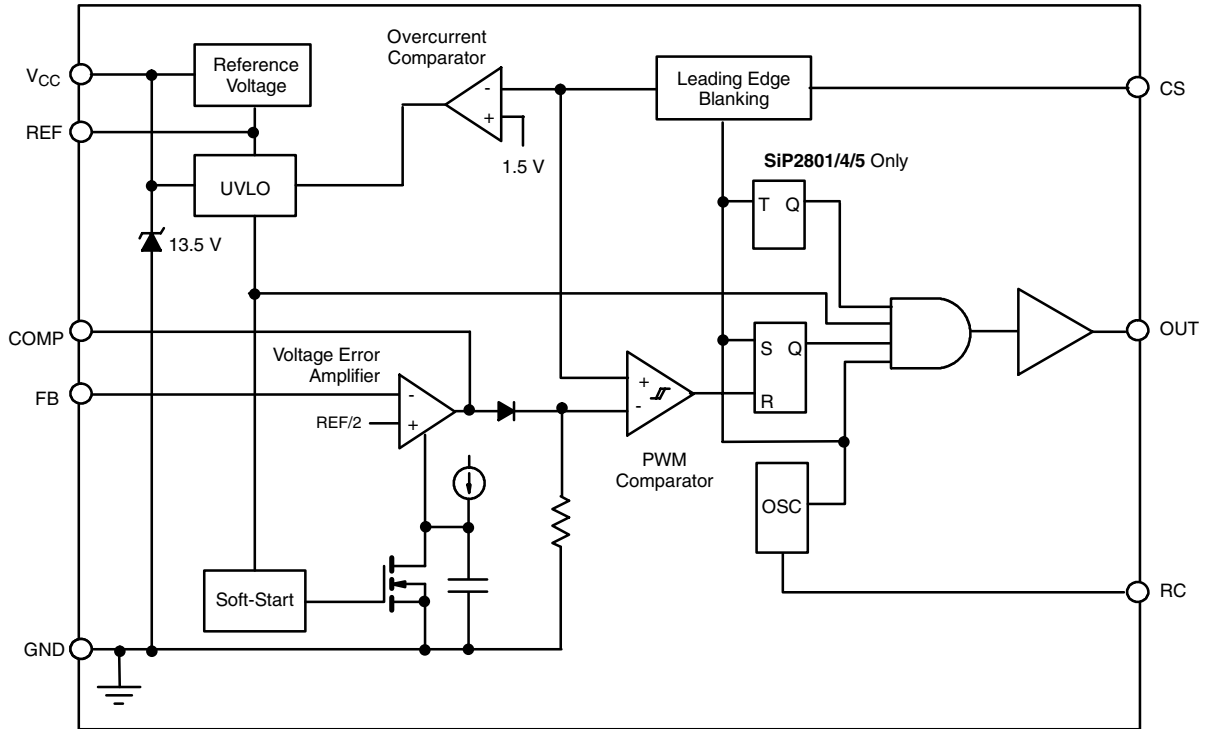 Overcurrent
Comparator
VCC
Reference
Voltage
Leading Edge
Blanking
CS
-
+
REF
1.5 V
SiP2801/4/5 Only
UVLO
T Q
13.5 V
COMP
OUT
Voltage Error
Amplifier
S Q
R
FB
-
+
REF/2
+
-
PWM
Comparator
OSC
Soft-Start
RC
GND